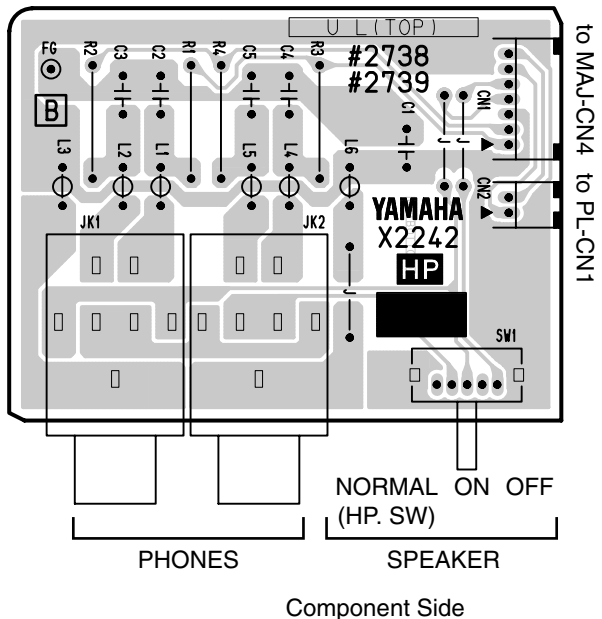 U L(TOP)
FG R2 C3 C2 R1 R4 C5 C4 R3 #2738
#2739
B
C1 CN1
to MAJ-CN4
J J
L3 L2 L1 L5 L4 L6
CN2
to PL-CN1
YAMAHA
X2242
HP
JK1 JK2
J
SW1
NORMAL ON OFF
(HP. SW)
PHONES SPEAKER
Component Side